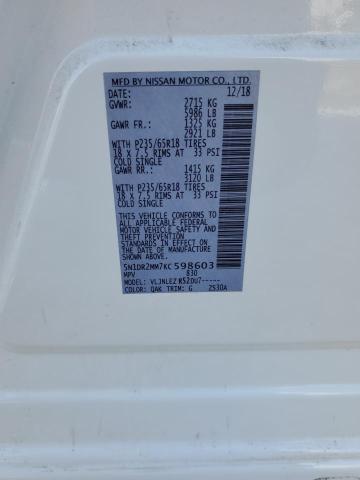 MFD BY NISSAN MOTOR CO., LTD.
DATE: 12/18
GVWR: 2715 KG
5986 LB
GAWR FR.: 1325 KG
2921 LB
WITH P235/65R18 TIRES
18 X 7.5 RIMS AT 33 PSI
COLD SINGLE
GAWR RR.: 1415 KG
3120 LB
WITH P235/65R18 TIRES
18 X 7.5 RIMS AT 33 PSI
COLD SINGLE
THIS VEHICLE CONFORMS
TO ALL APPLICABLE FEDERAL
MOTOR VEHICLE SAFETY
STANDARDS IN EFFECT ON
THE DATE OF MANUFACTURE
SHOWN ABOVE.
5N1DR2MM7KC598603
MPV 830
MODEL: VLJNLEZ R52DU7-----
COLOR: QAK TRIM: G 2530A